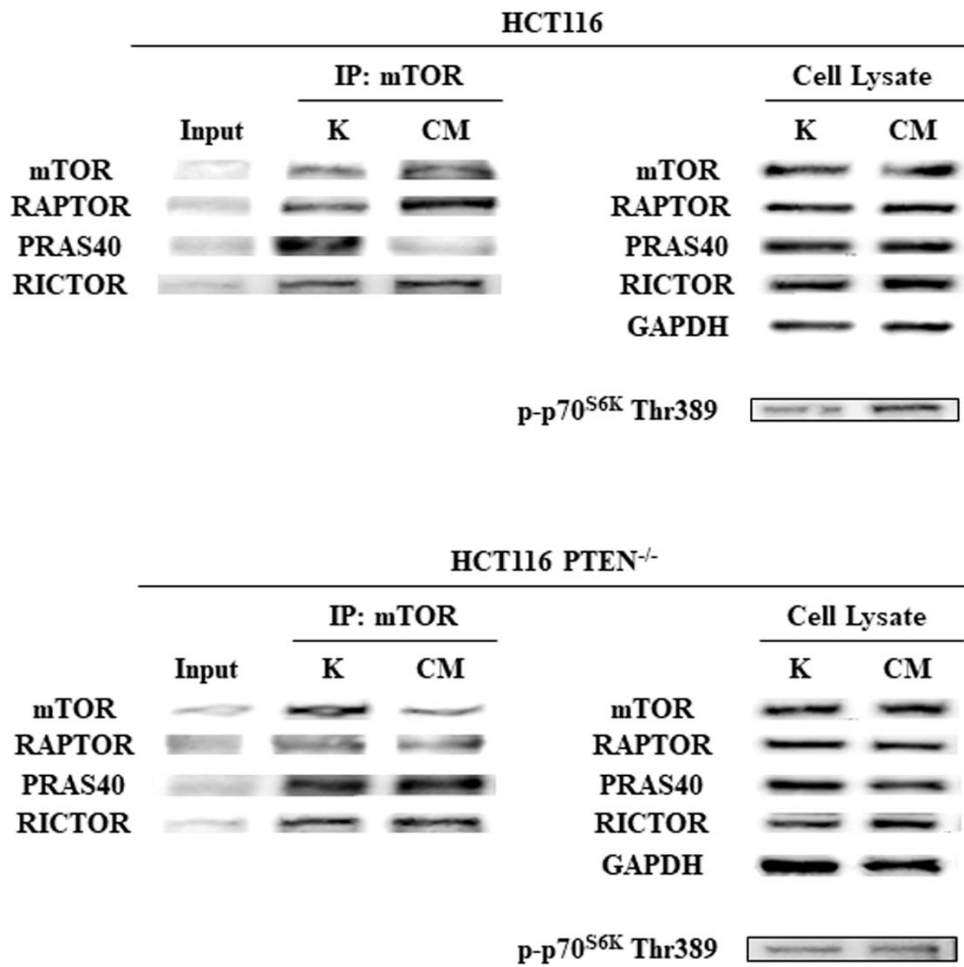 HCT116
IP: mTOR Cell Lysate
Input K CM K CM
mTOR mTOR
RAPTOR RAPTOR
PRAS40 PRAS40
RICTOR RICTOR
GAPDH
p-p70S6K Thr389
HCT116 PTEN-/-
IP: mTOR Cell Lysate
Input K CM K CM
mTOR mTOR
RAPTOR RAPTOR
PRAS40 PRAS40
RICTOR RICTOR
GAPDH
p-p70S6K Thr389